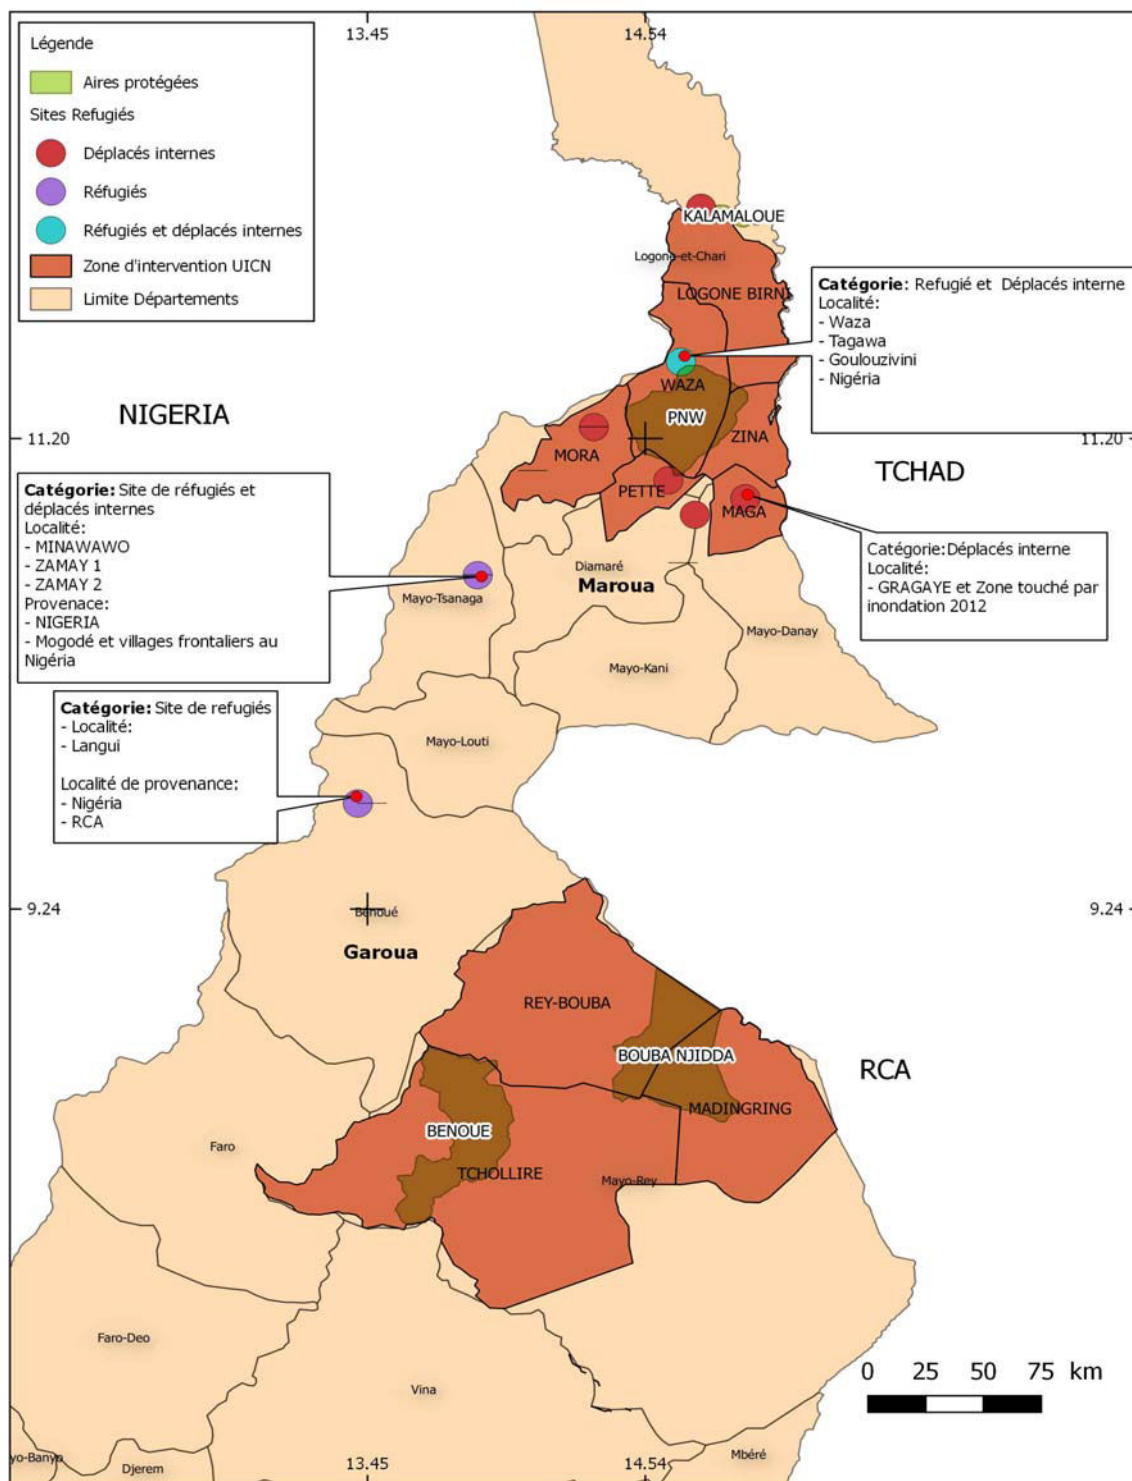 13.45
14.54
Légende
Aires protégées
Sites Refugiés
Déplacés internes
Réfugiés
Réfugiés et déplacés internes
Zone d'intervention UICN
Limite Départements
KALAMALOUE
Logone-et-Chari
LOGONE BIRNI
Catégorie: Refugié et Déplacés interne
Localité:
- Waza
- Tagawa
- Goulouzivini
- Nigéria
WAZA
NIGERIA
PNW
11.20
ZINA
11.20
MORA
TCHAD
Catégorie: Site de réfugiés et
déplacés internes
Localité:
- MINAWAWO
- ZAMAY 1
- ZAMAY 2
Provenace:
- NIGERIA
- Mogodé et villages frontaliers au
Nigéria
PETTE
MAGA
Catégorie:Déplacés interne
Localité:
- GRAGAYE et Zone touché par
inondation 2012
Diamaré
Maroua
Mayo-Tsanaga
Mayo-Danay
Mayo-Kani
Catégorie: Site de refugiés
- Localité:
- Langui
Localité de provenance:
- Nigéria
- RCA
Mayo-Louti
9.24
Bénoué
9.24
Garoua
REY-BOUBA
BOUBA NJIDDA
RCA
MADINGRING
BENOUE
Faro
TCHOLLIRE
Mayo-Rey
Faro-Deo
0 25 50 75 km
Vina
yo-Banyo
Djerem
13.45
14.54
Mbéré